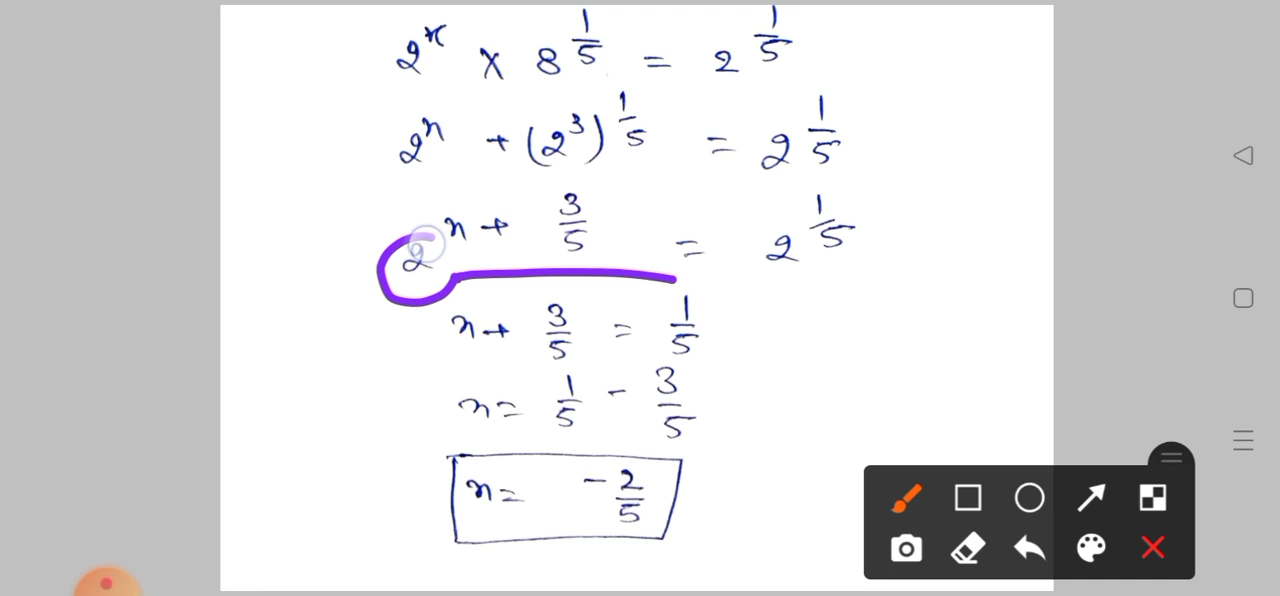 2^x × 8^(1/5) = 2^(1/5)
2^x + (2^3)^(1/5) = 2^(1/5)
2^(x + 3/5) = 2^(1/5)
x + 3/5 = 1/5
x = 1/5 - 3/5
x = -2/5